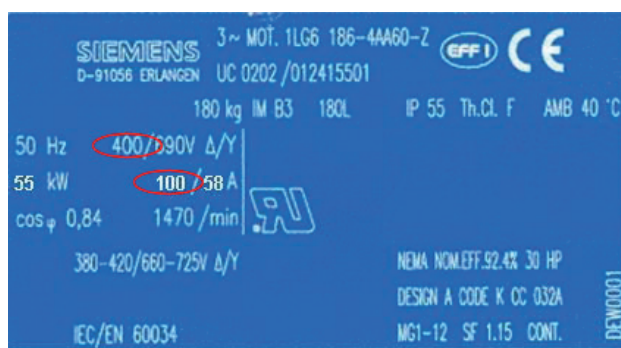 SIEMENS
D-91056 ERLANGEN
3~ MOT. 1LG6 186-4AA60-Z
UC 0202/012415501
EFF 1 CE
180 kg IM B3 180L IP 55 Th.Cl. F AMB 40 °C
50 Hz 400/690V Δ/Y
55 kW 100/58 A
cosφ 0,84 1470/min
380-420/660-725V Δ/Y
IEC/EN 60034
NEMA NOM.EFF.92.4% 30 HP
DESIGN A CODE K CC 032A
MG1-12 SF 1.15 CONT.
DEW0001